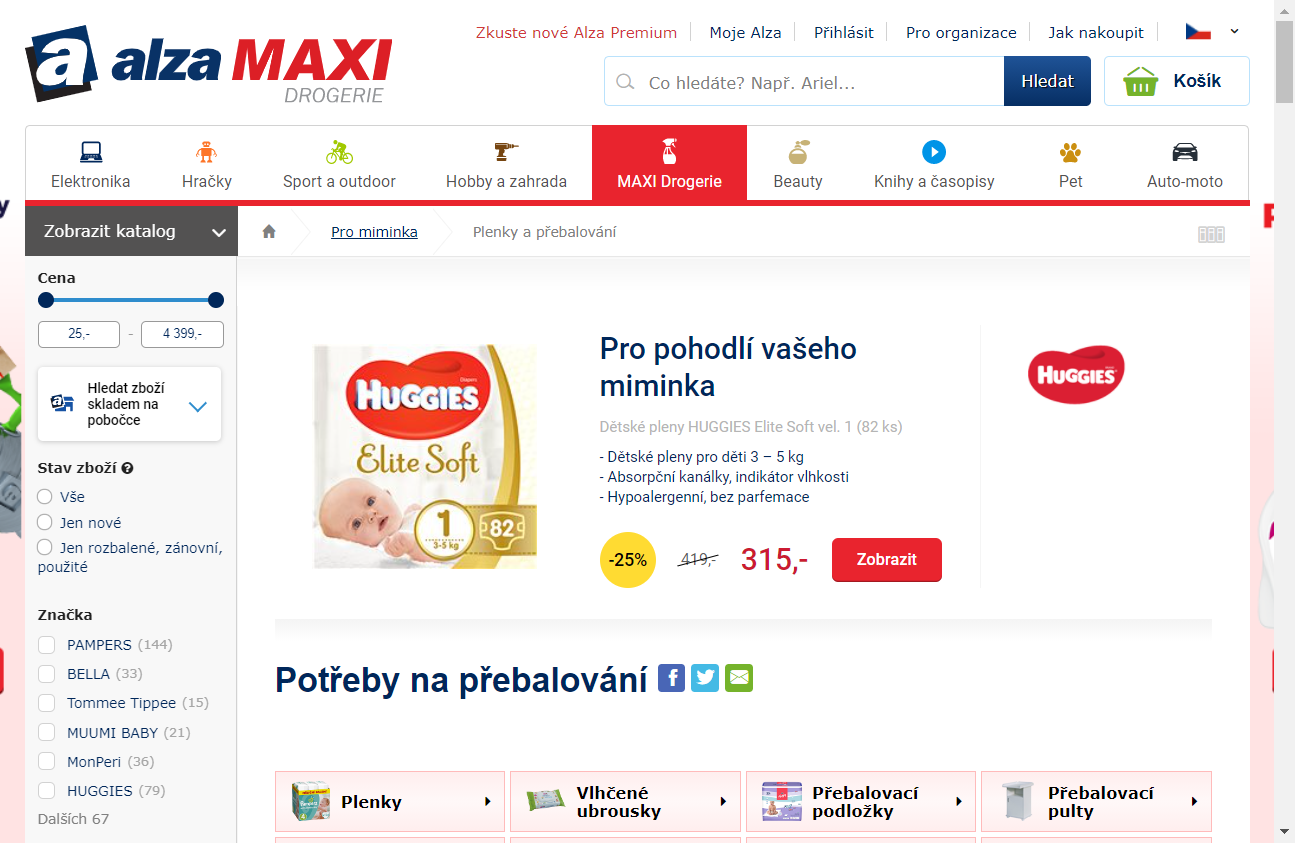 alza MAXI
DROGERIE
Zkuste nové Alza Premium
Moje Alza
Přihlásit
Pro organizace
Jak nakoupit
Co hledáte? Např. Ariel...
Hledat
Košík
Elektronika
Hračky
Sport a outdoor
Hobby a zahrada
MAXI Drogerie
Beauty
Knihy a časopisy
Pet
Auto-moto
Zobrazit katalog
Pro miminka
Plenky a přebalování
Cena
25,-
-
4 399,-
Hledat zboží
skladem na
pobočce
Stav zboží
Vše
Jen nové
Jen rozbalené, zánovní,
použité
Značka
PAMPERS (144)
BELLA (33)
Tommee Tippee (15)
MUUMI BABY (21)
MonPeri (36)
HUGGIES (79)
Dalších 67
HUGGIES
Elite Soft
1
3-5 kg
82
Pro pohodlí vašeho
miminka
Dětské pleny HUGGIES Elite Soft vel. 1 (82 ks)
- Dětské pleny pro děti 3 – 5 kg
- Absorpční kanálky, indikátor vlhkosti
- Hypoalergenní, bez parfemace
-25%
419,-
315,-
Zobrazit
HUGGIES
Potřeby na přebalování
Plenky
Vlhčené
ubrousky
Přebalovací
podložky
Přebalovací
pulty